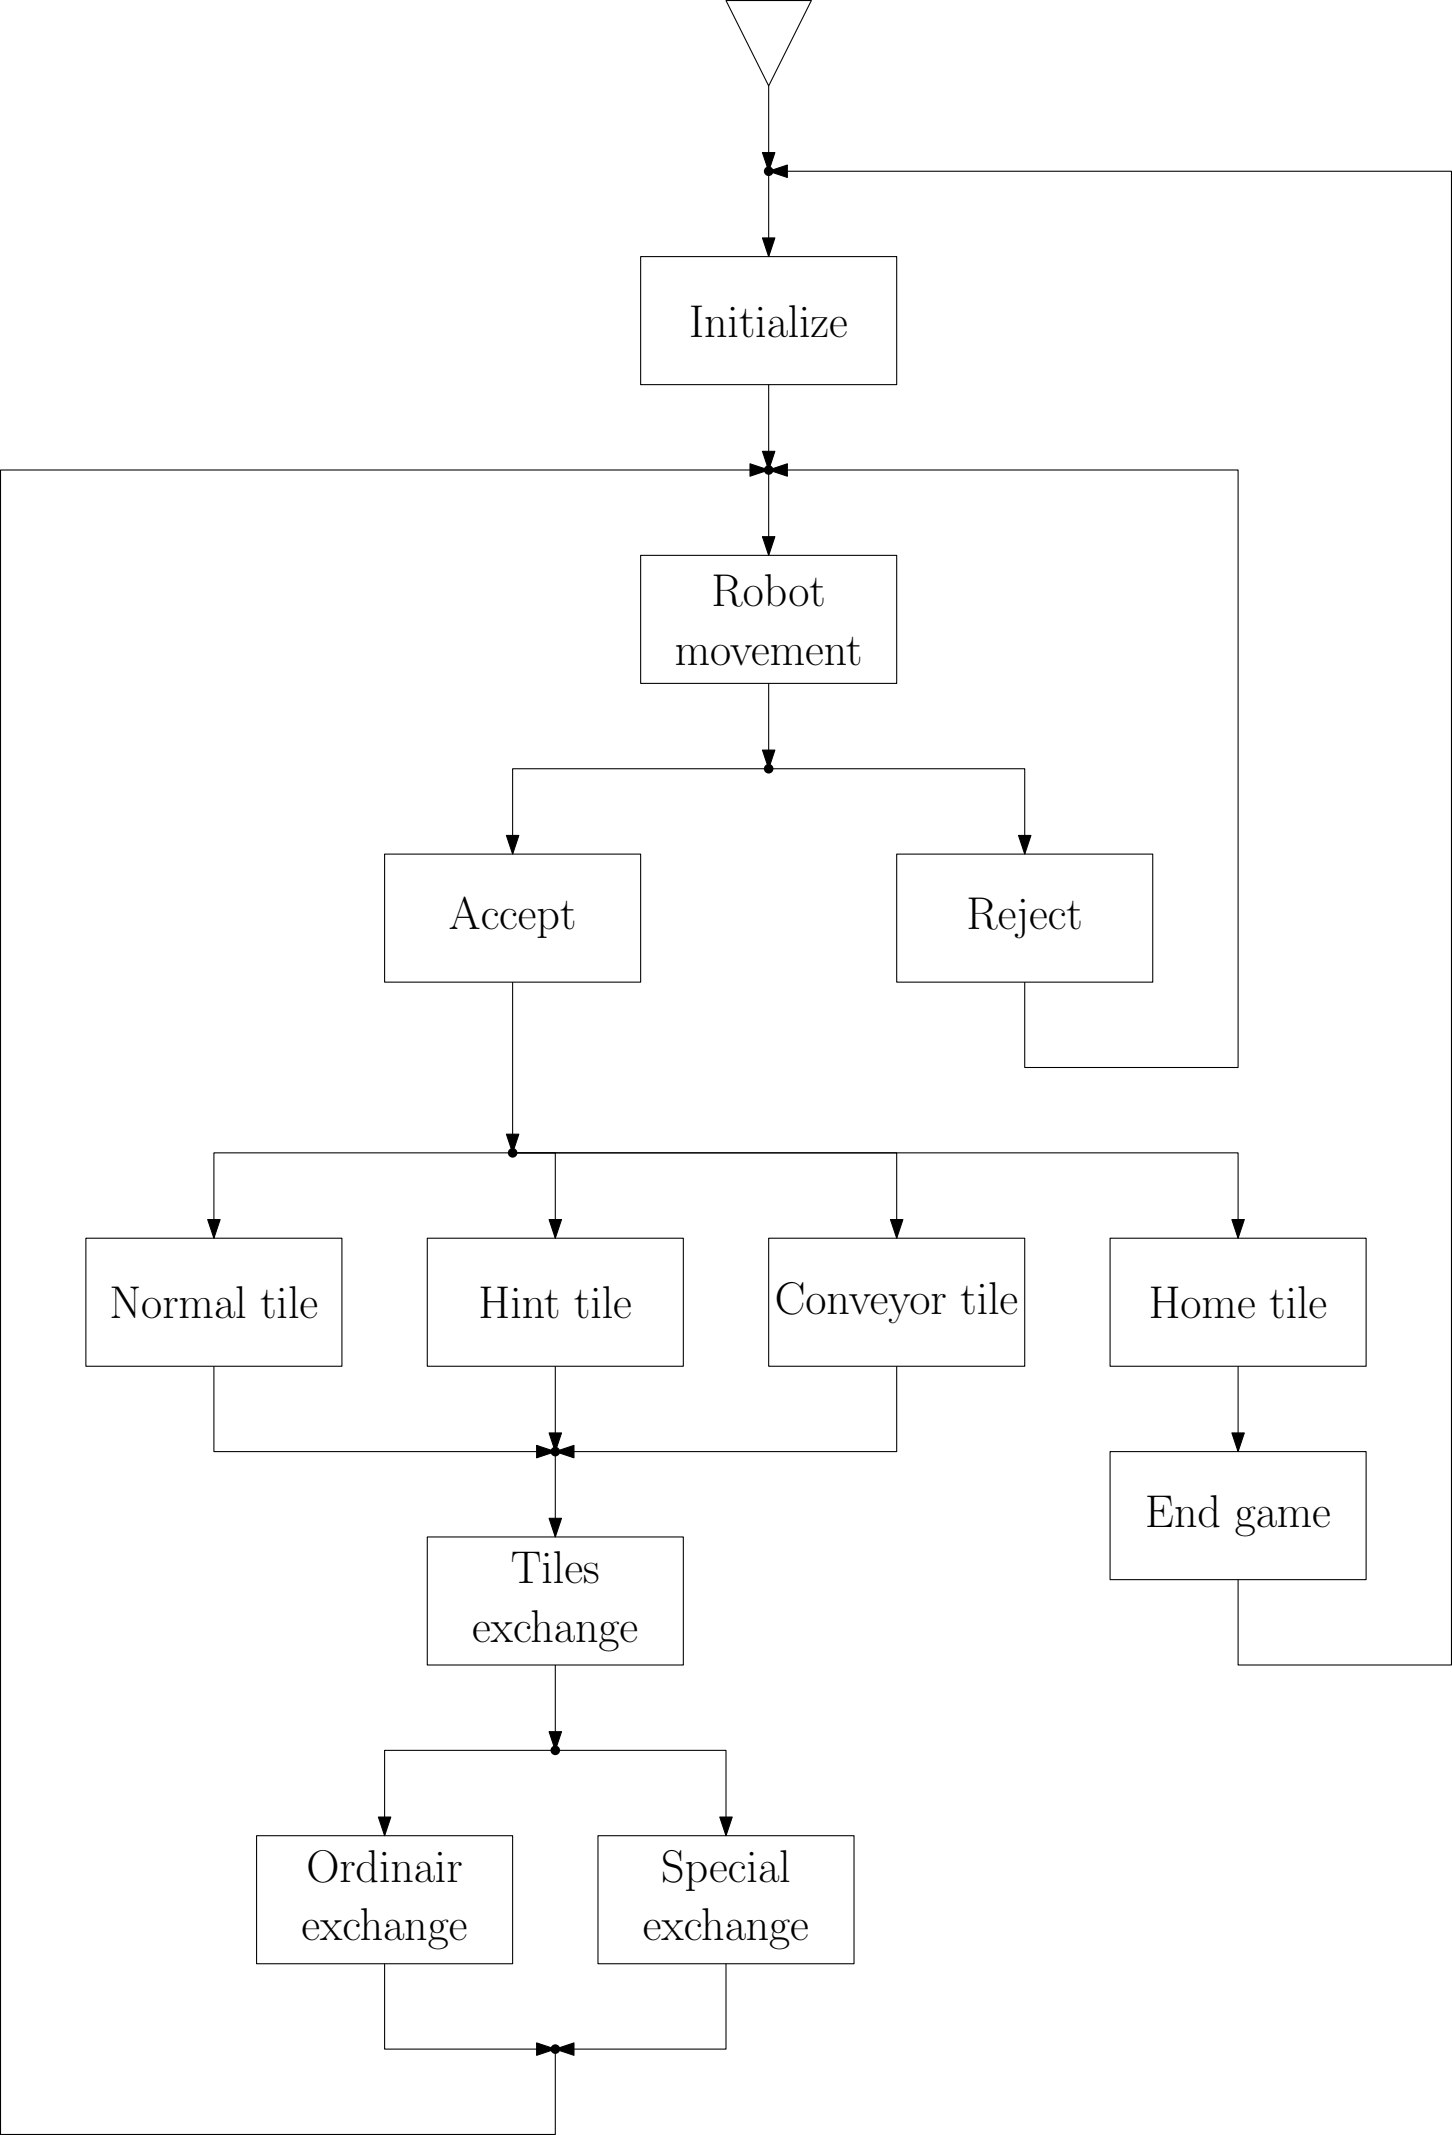 Initialize
Robot
movement
Accept
Reject
Normal tile
Hint tile
Conveyor tile
Home tile
End game
Tiles
exchange
Ordinair
exchange
Special
exchange